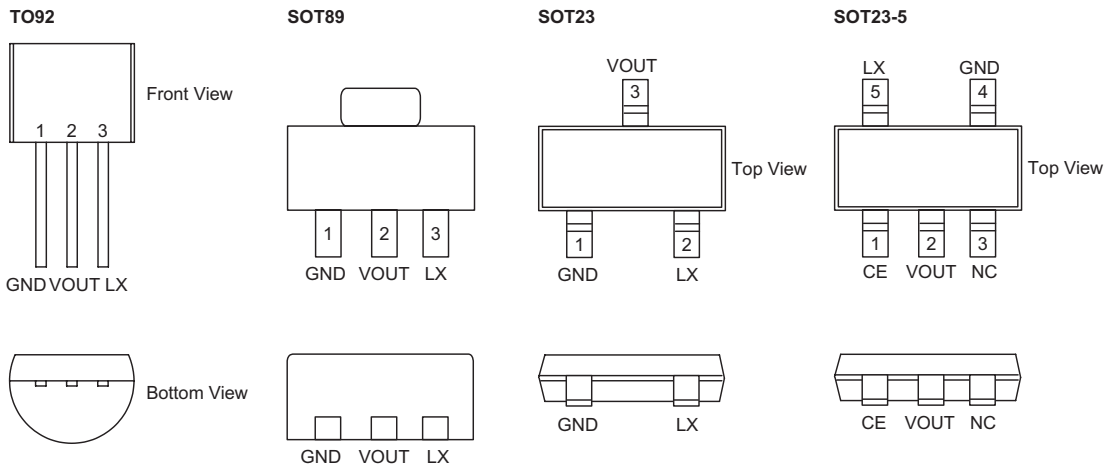 TO92
SOT89
SOT23
SOT23-5
Front View
1 2 3
GND VOUT LX
1 2 3
GND VOUT LX
VOUT
3
Top View
1 2
GND LX
LX GND
5 4
Top View
1 2 3
CE VOUT NC
Bottom View
GND VOUT LX
GND LX
CE VOUT NC